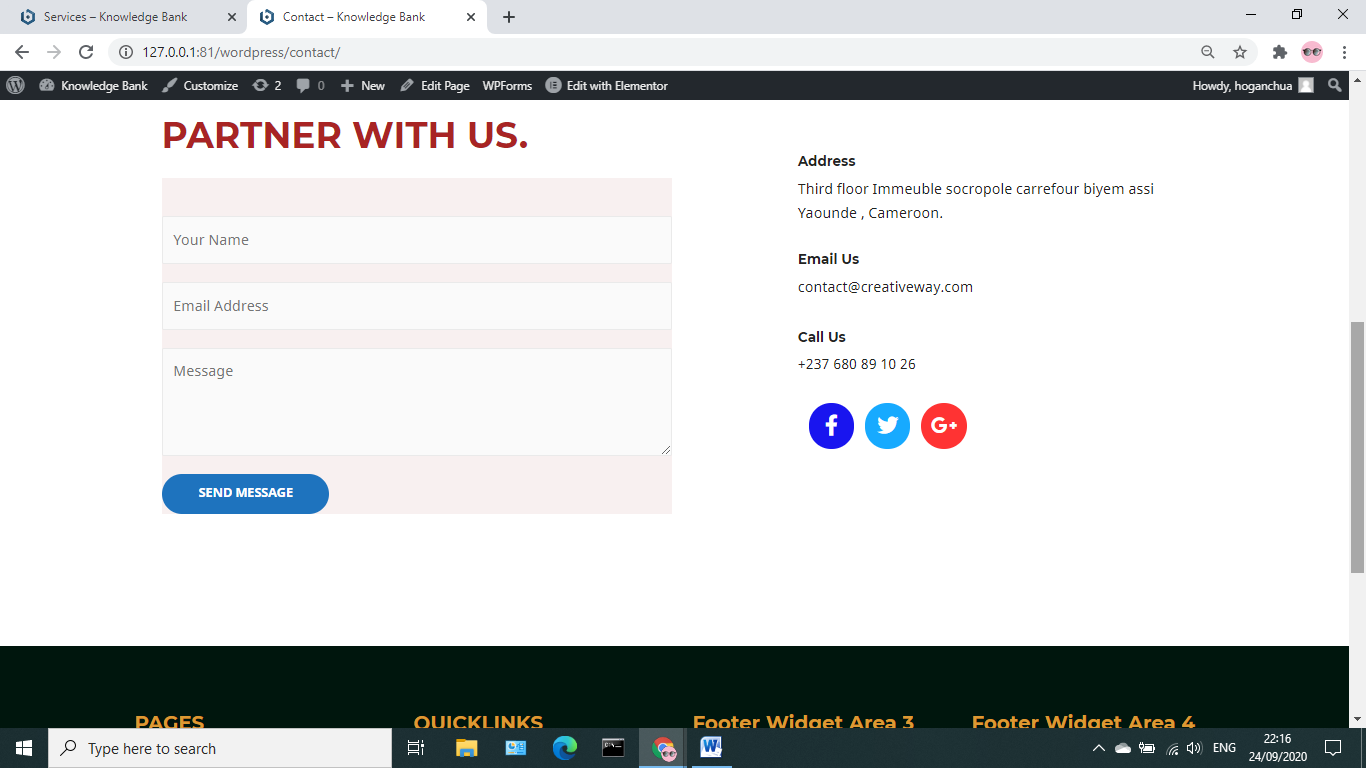 Services – Knowledge Bank
Contact – Knowledge Bank
127.0.0.1:81/wordpress/contact/
Knowledge Bank
Customize
2
0
New
Edit Page
WPForms
Edit with Elementor
Howdy, hoganchua
PARTNER WITH US.
Your Name
Email Address
Message
SEND MESSAGE
Address
Third floor Immeuble socropole carrefour biyem assi
Yaounde , Cameroon.
Email Us
contact@creativeway.com
Call Us
+237 680 89 10 26
PAGES
QUICKLINKS
Footer Widget Area 3
Footer Widget Area 4
Type here to search
ENG
22:16
24/09/2020